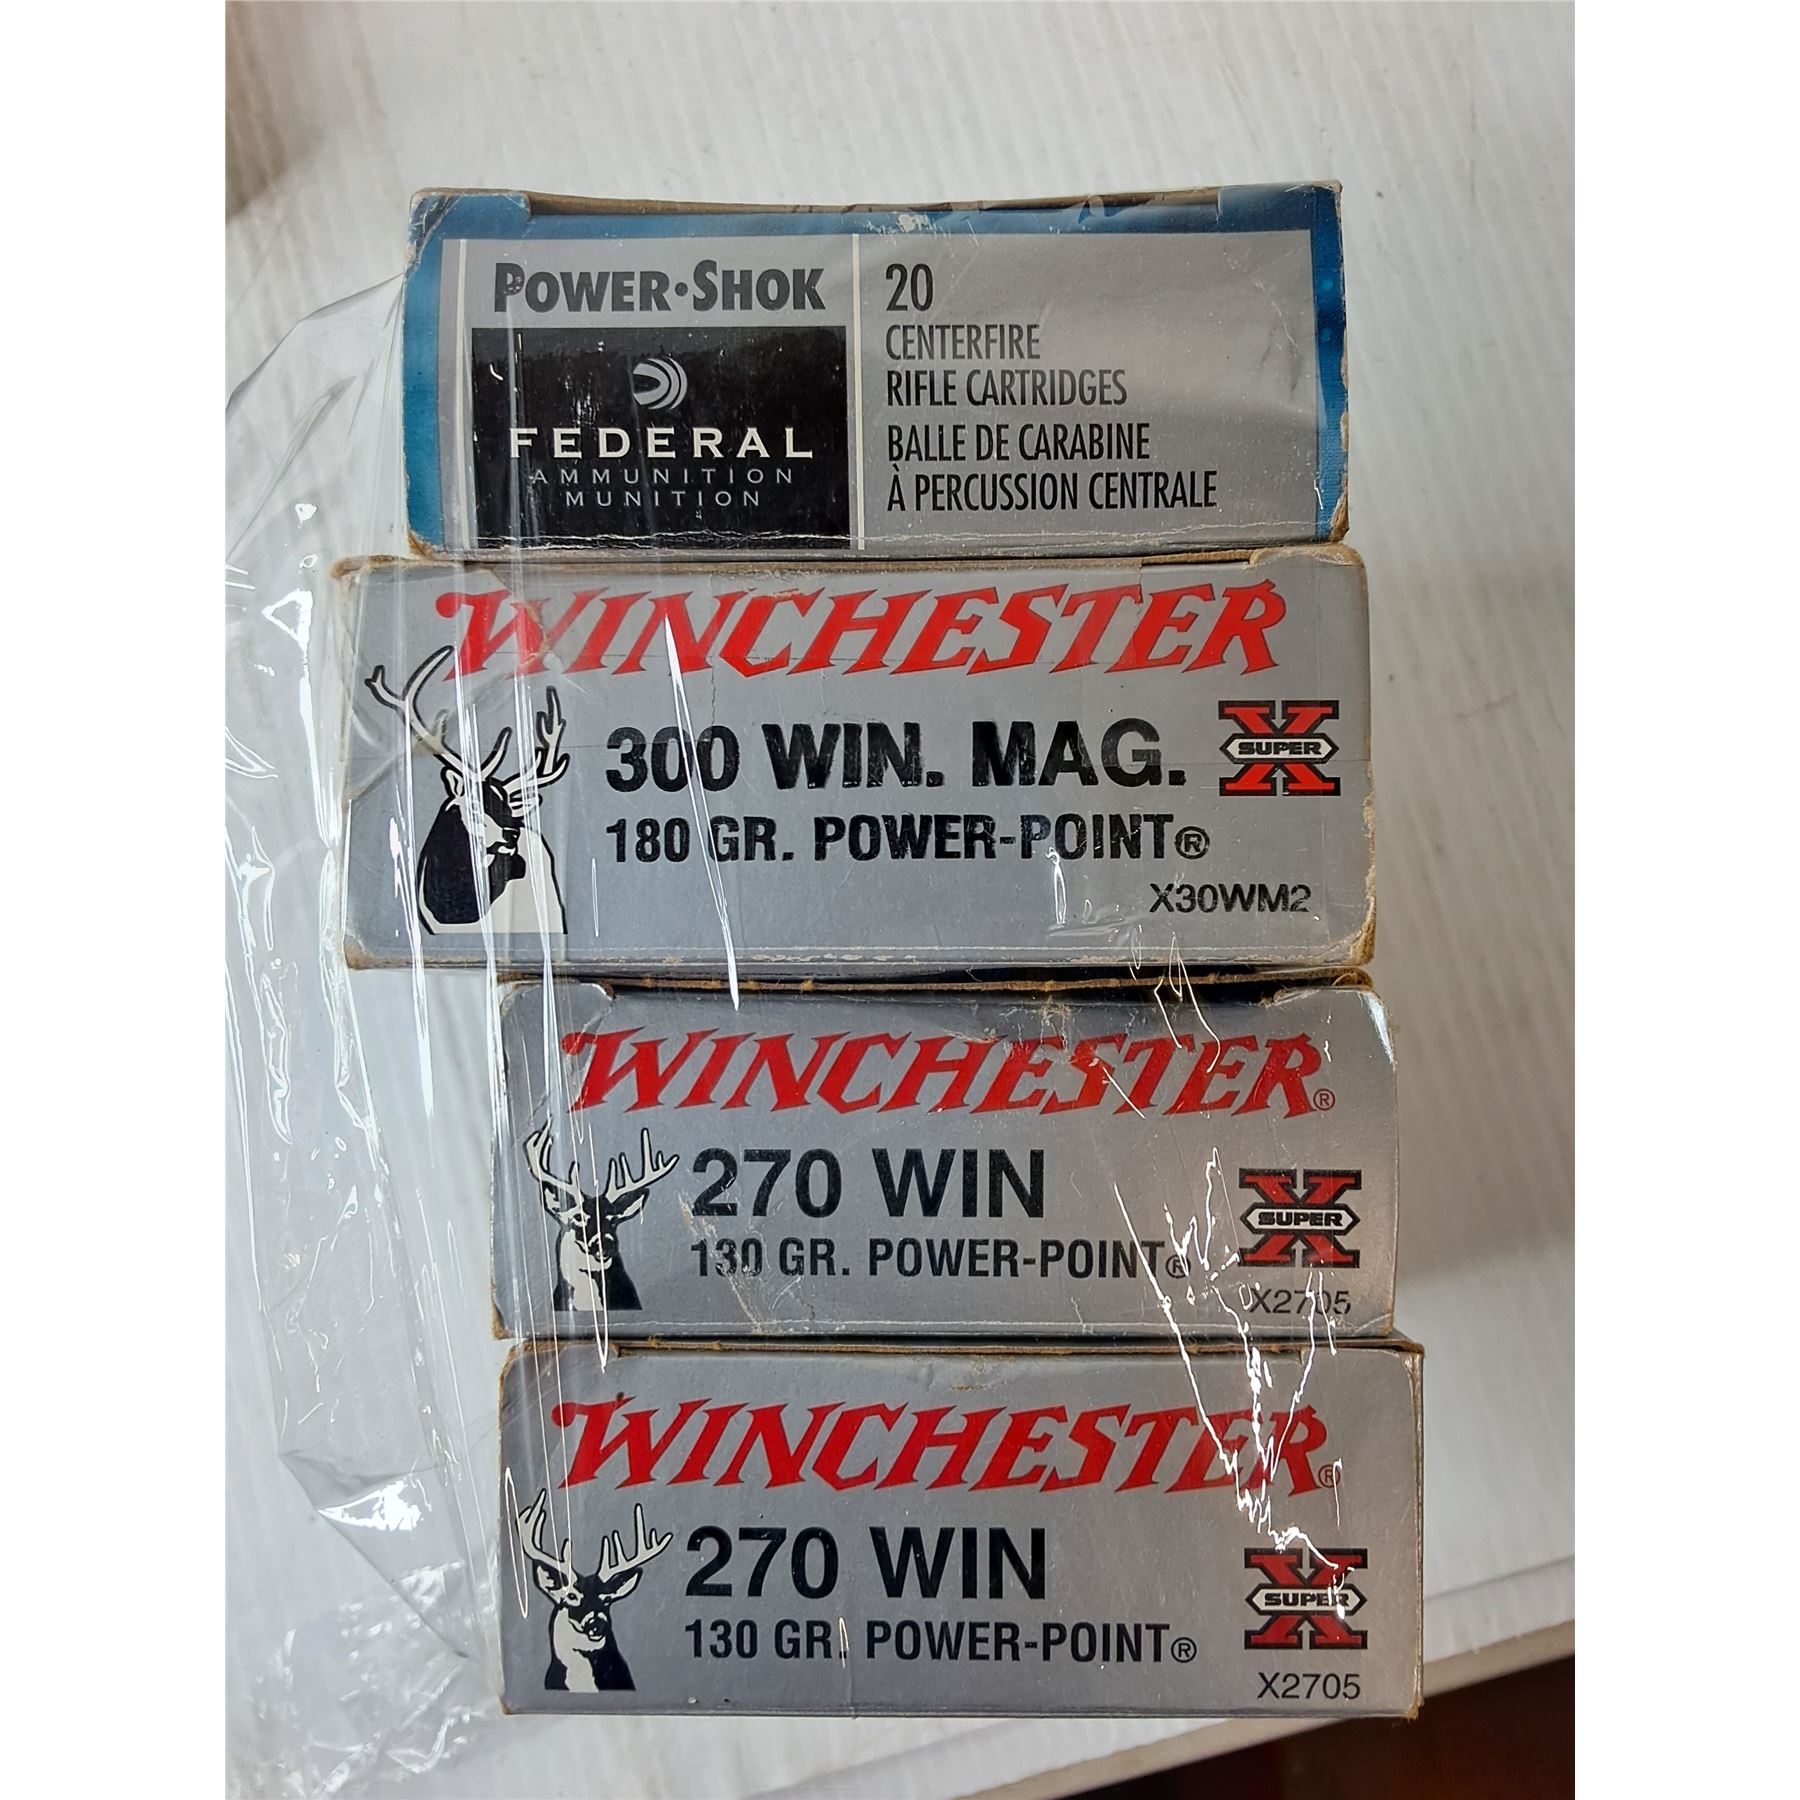 POWER·SHOK
FEDERAL
AMMUNITION
MUNITION
20
CENTERFIRE
RIFLE CARTRIDGES
BALLE DE CARABINE
À PERCUSSION CENTRALE
WINCHESTER
300 WIN. MAG.
180 GR. POWER-POINT®
X
SUPER
X30WM2
WINCHESTER®
270 WIN
130 GR. POWER-POINT®
X
SUPER
X2705
WINCHESTER®
270 WIN
130 GR. POWER-POINT®
X
SUPER
X2705